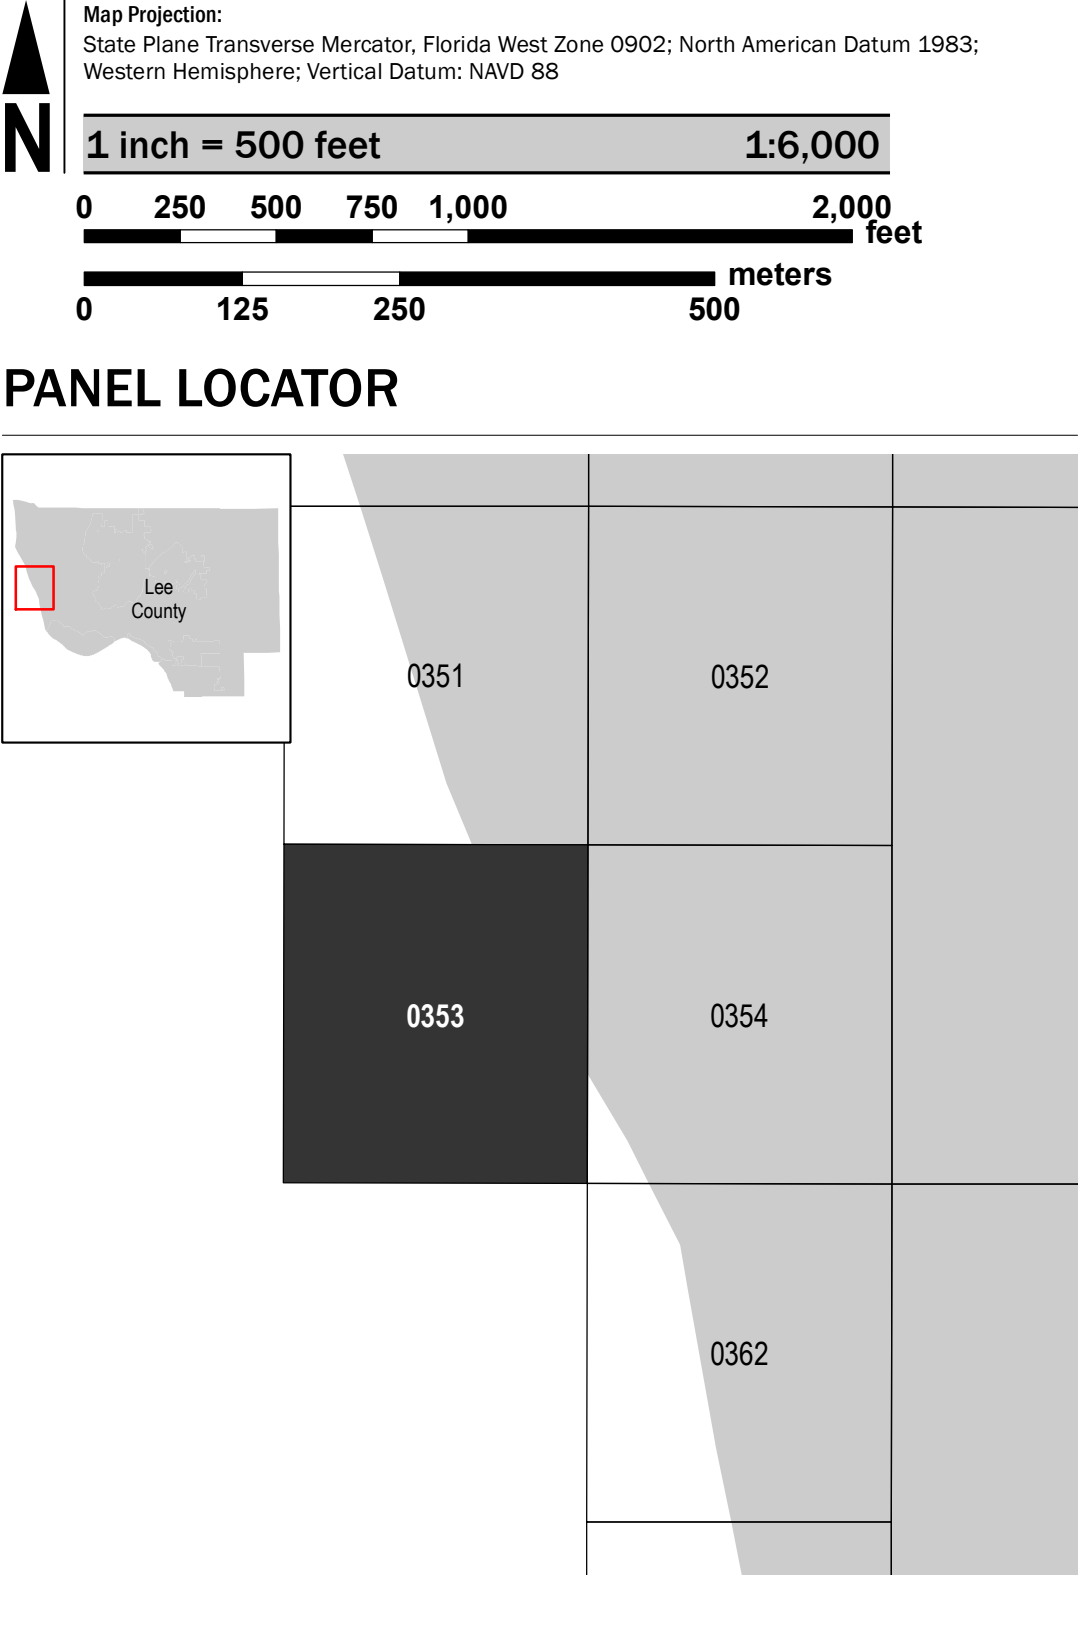 Map Projection:
State Plane Transverse Mercator, Florida West Zone 0902; North American Datum 1983;
Western Hemisphere; Vertical Datum: NAVD 88
N
1 inch = 500 feet 1:6,000
0 250 500 750 1,000 2,000
feet
meters
0 125 250 500
PANEL LOCATOR
Lee
County
0351 0352
0353 0354
0362